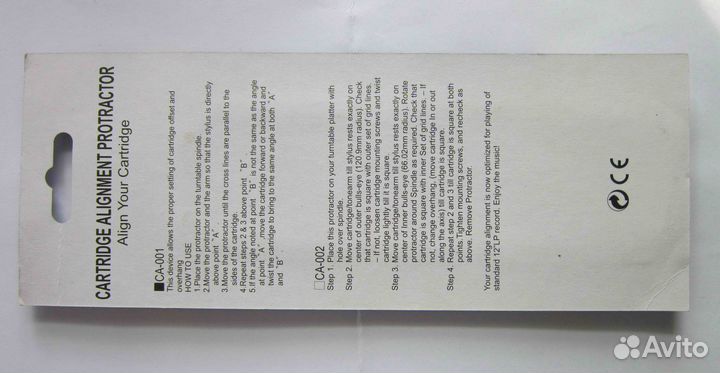 CARTRIDGE ALIGNMENT PROTRACTOR
Align Your Cartridge
■CA-001
This device allows the proper setting of cartridge offset and
overhang
HOW TO USE
1.Place the protractor on the turntable spindle.
2.Move the protractor and the arm so that the stylus is directly
above point ˝A˝.
3.Move the protractor until the cross lines are parallel to the
sides of the cartridge.
4.Repeat steps 2 & 3 above point ˝B˝
5.If the angle noted at point ˝B˝ is not the same as the angle
at point ˝A˝, move the cartridge forward or backward and
twist the cartridge to bring to the same angle at both ˝A˝
and ˝B˝.
□CA-002
Step 1. Place this protractor on your turntable platter with
hole over spindle.
Step 2. Move cartridge/tonearm till stylus rests exactly on
center of outer bulls-eye (120.9mm radius). Check
that cartridge is square with outer set of grid lines.
– If not, loosen cartridge mounting screws and twist
cartridge lightly till it is square.
Step 3. Move cartridge/tonearm till stylus rests exactly on
center of Inner bulls-eye (66.02mm radius). Rotate
protractor around Spindle as required. Check that
cartridge is square with inner Set of grid lines. – If
not, change overhang, (move cartridge In or out
along the axis) till cartridge is square.
Step 4. Repeat step 2 and 3 till cartridge is square at both
points.Tighten mounting screws, and recheck as
above. Remove Protractor.
Your cartridge alignment is now optimized for playing of
standard 12˝LP record. Enjoy the music!
CE
Avito